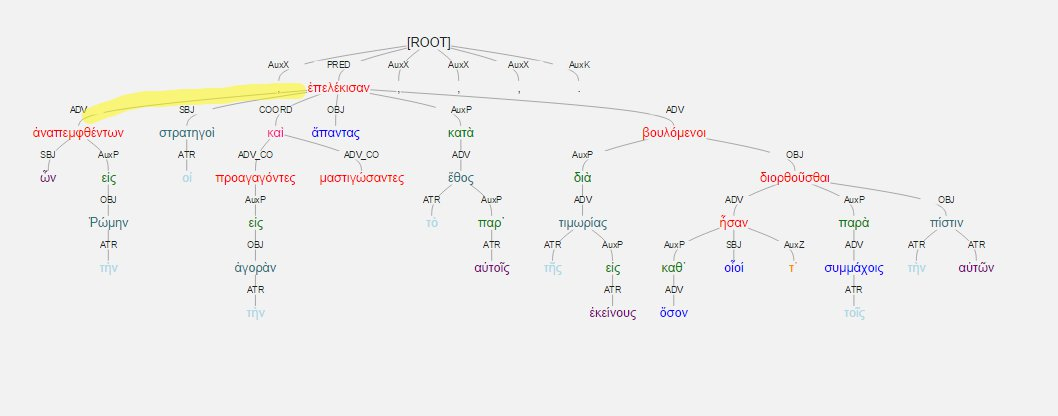 [ROOT]
AuxX PRED AuxX AuxX AuxX AuxK
, ἐπελέκισαν , , , .
ADV SBJ COORD OBJ AuxP ADV
ἀναπεμφθέντων στρατηγοὶ καὶ ἅπαντας κατὰ βουλόμενοι
SBJ AuxP ATR ADV_CO ADV_CO ADV AuxP OBJ
ὧν εἰς οἱ προαγαγόντες μαστιγώσαντες ἔθος διὰ διορθοῦσθαι
OBJ AuxP ATR AuxP ADV ADV AuxP OBJ
Ῥώμην εἰς τὸ παρ' τιμωρίας ἦσαν παρὰ πίστιν
ATR OBJ ATR ATR AuxP AuxP SBJ AuxZ ADV ATR ATR
τὴν ἀγορὰν αὐτοῖς τῆς εἰς καθ' οἷοί τ' συμμάχοις τὴν αὑτῶν
ATR ATR ADV ATR
τὴν ἐκείνους ὅσον τοῖς